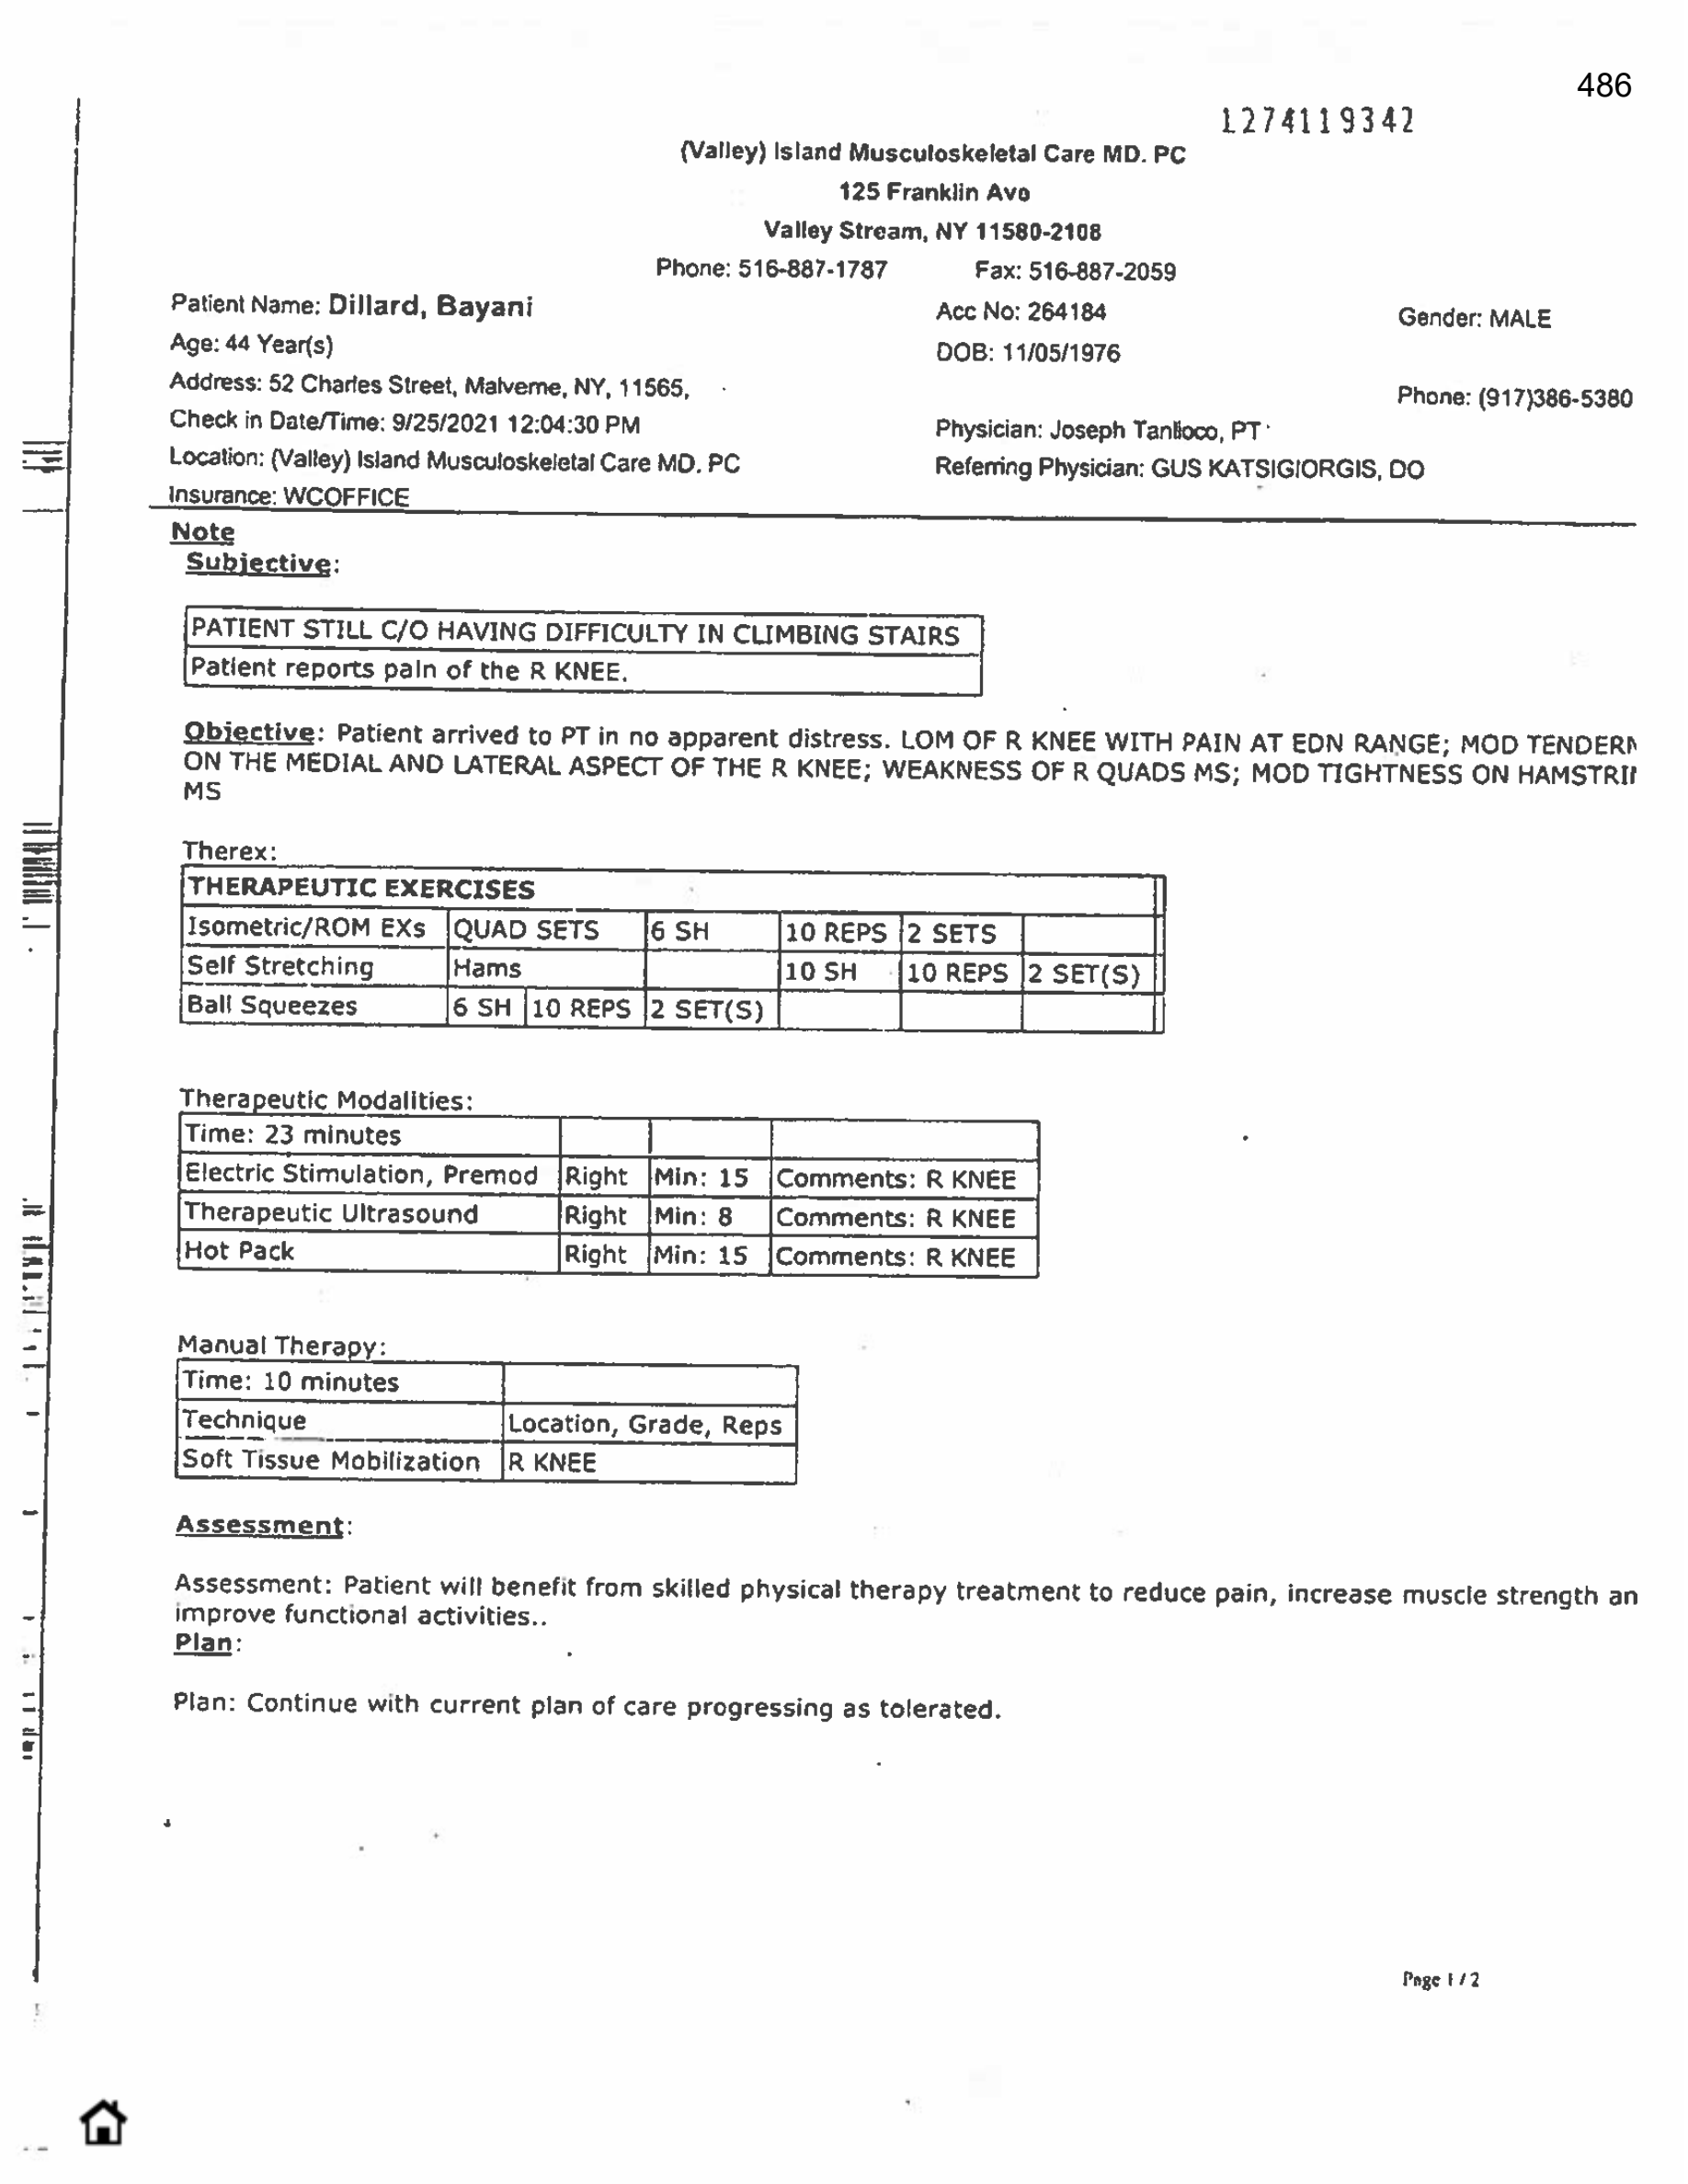 486
1274119342
(Valley) Island Musculoskeletal Care MD. PC
125 Franklin Ave
Valley Stream, NY 11580-2108
Phone: 516-887-1787 Fax: 516-887-2059
Patient Name: Dillard, Bayani Acc No: 264184 Gender: MALE
Age: 44 Year(s) DOB: 11/05/1976
Address: 52 Charles Street, Malverne, NY, 11565, Phone: (917)386-5380
Check in Date/Time: 9/25/2021 12:04:30 PM Physician: Joseph Tanlioco, PT
Location: (Valley) Island Musculoskeletal Care MD. PC Referring Physician: GUS KATSIGIORGIS, DO
Insurance: WCOFFICE
Note
Subjective:
PATIENT STILL C/O HAVING DIFFICULTY IN CLIMBING STAIRS
Patient reports pain of the R KNEE.
Objective: Patient arrived to PT in no apparent distress. LOM OF R KNEE WITH PAIN AT EDN RANGE; MOD TENDERN
ON THE MEDIAL AND LATERAL ASPECT OF THE R KNEE; WEAKNESS OF R QUADS MS; MOD TIGHTNESS ON HAMSTRI
MS
Therex:
THERAPEUTIC EXERCISES
Isometric/ROM EXs QUAD SETS 6 SH 10 REPS 2 SETS
Self Stretching Hams 10 SH 10 REPS 2 SET(S)
Ball Squeezes 6 SH 10 REPS 2 SET(S)
Therapeutic Modalities:
Time: 23 minutes
Electric Stimulation, Premod Right Min: 15 Comments: R KNEE
Therapeutic Ultrasound Right Min: 8 Comments: R KNEE
Hot Pack Right Min: 15 Comments: R KNEE
Manual Therapy:
Time: 10 minutes
Technique Location, Grade, Reps
Soft Tissue Mobilization R KNEE
Assessment:
Assessment: Patient will benefit from skilled physical therapy treatment to reduce pain, increase muscle strength an
improve functional activities..
Plan:
Plan: Continue with current plan of care progressing as tolerated.
Page 1 / 2